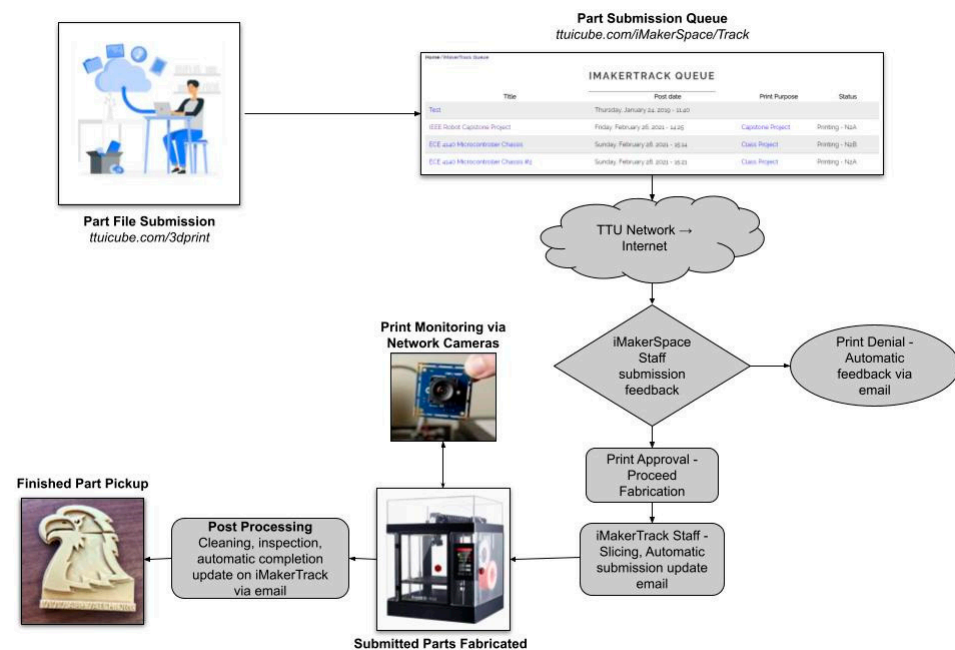 Part Submission Queue
ttuicube.com/iMakerSpace/Track
Home / iMakerTrack Queue
IMAKERTRACK QUEUE
Title Post date Print Purpose Status
Test Thursday, January 24, 2019 - 11:40
IEEE Robot Capstone Project Friday, February 26, 2021 - 14:25 Capstone Project Printing - N2A
ECE 4140 Microcontroller Chassis Sunday, February 28, 2021 - 15:14 Class Project Printing - N2B
ECE 4140 Microcontroller Chassis #2 Sunday, February 28, 2021 - 15:21 Class Project Printing - N2A
Part File Submission
ttuicube.com/3dprint
TTU Network →
Internet
Print Monitoring via
Network Cameras
iMakerSpace
Staff
submission
feedback
Print Denial -
Automatic
feedback via
email
Print Approval -
Proceed
Fabrication
iMakerTrack Staff -
Slicing, Automatic
submission update
email
Finished Part Pickup
Post Processing
Cleaning, inspection,
automatic completion
update on iMakerTrack
via email
Submitted Parts Fabricated